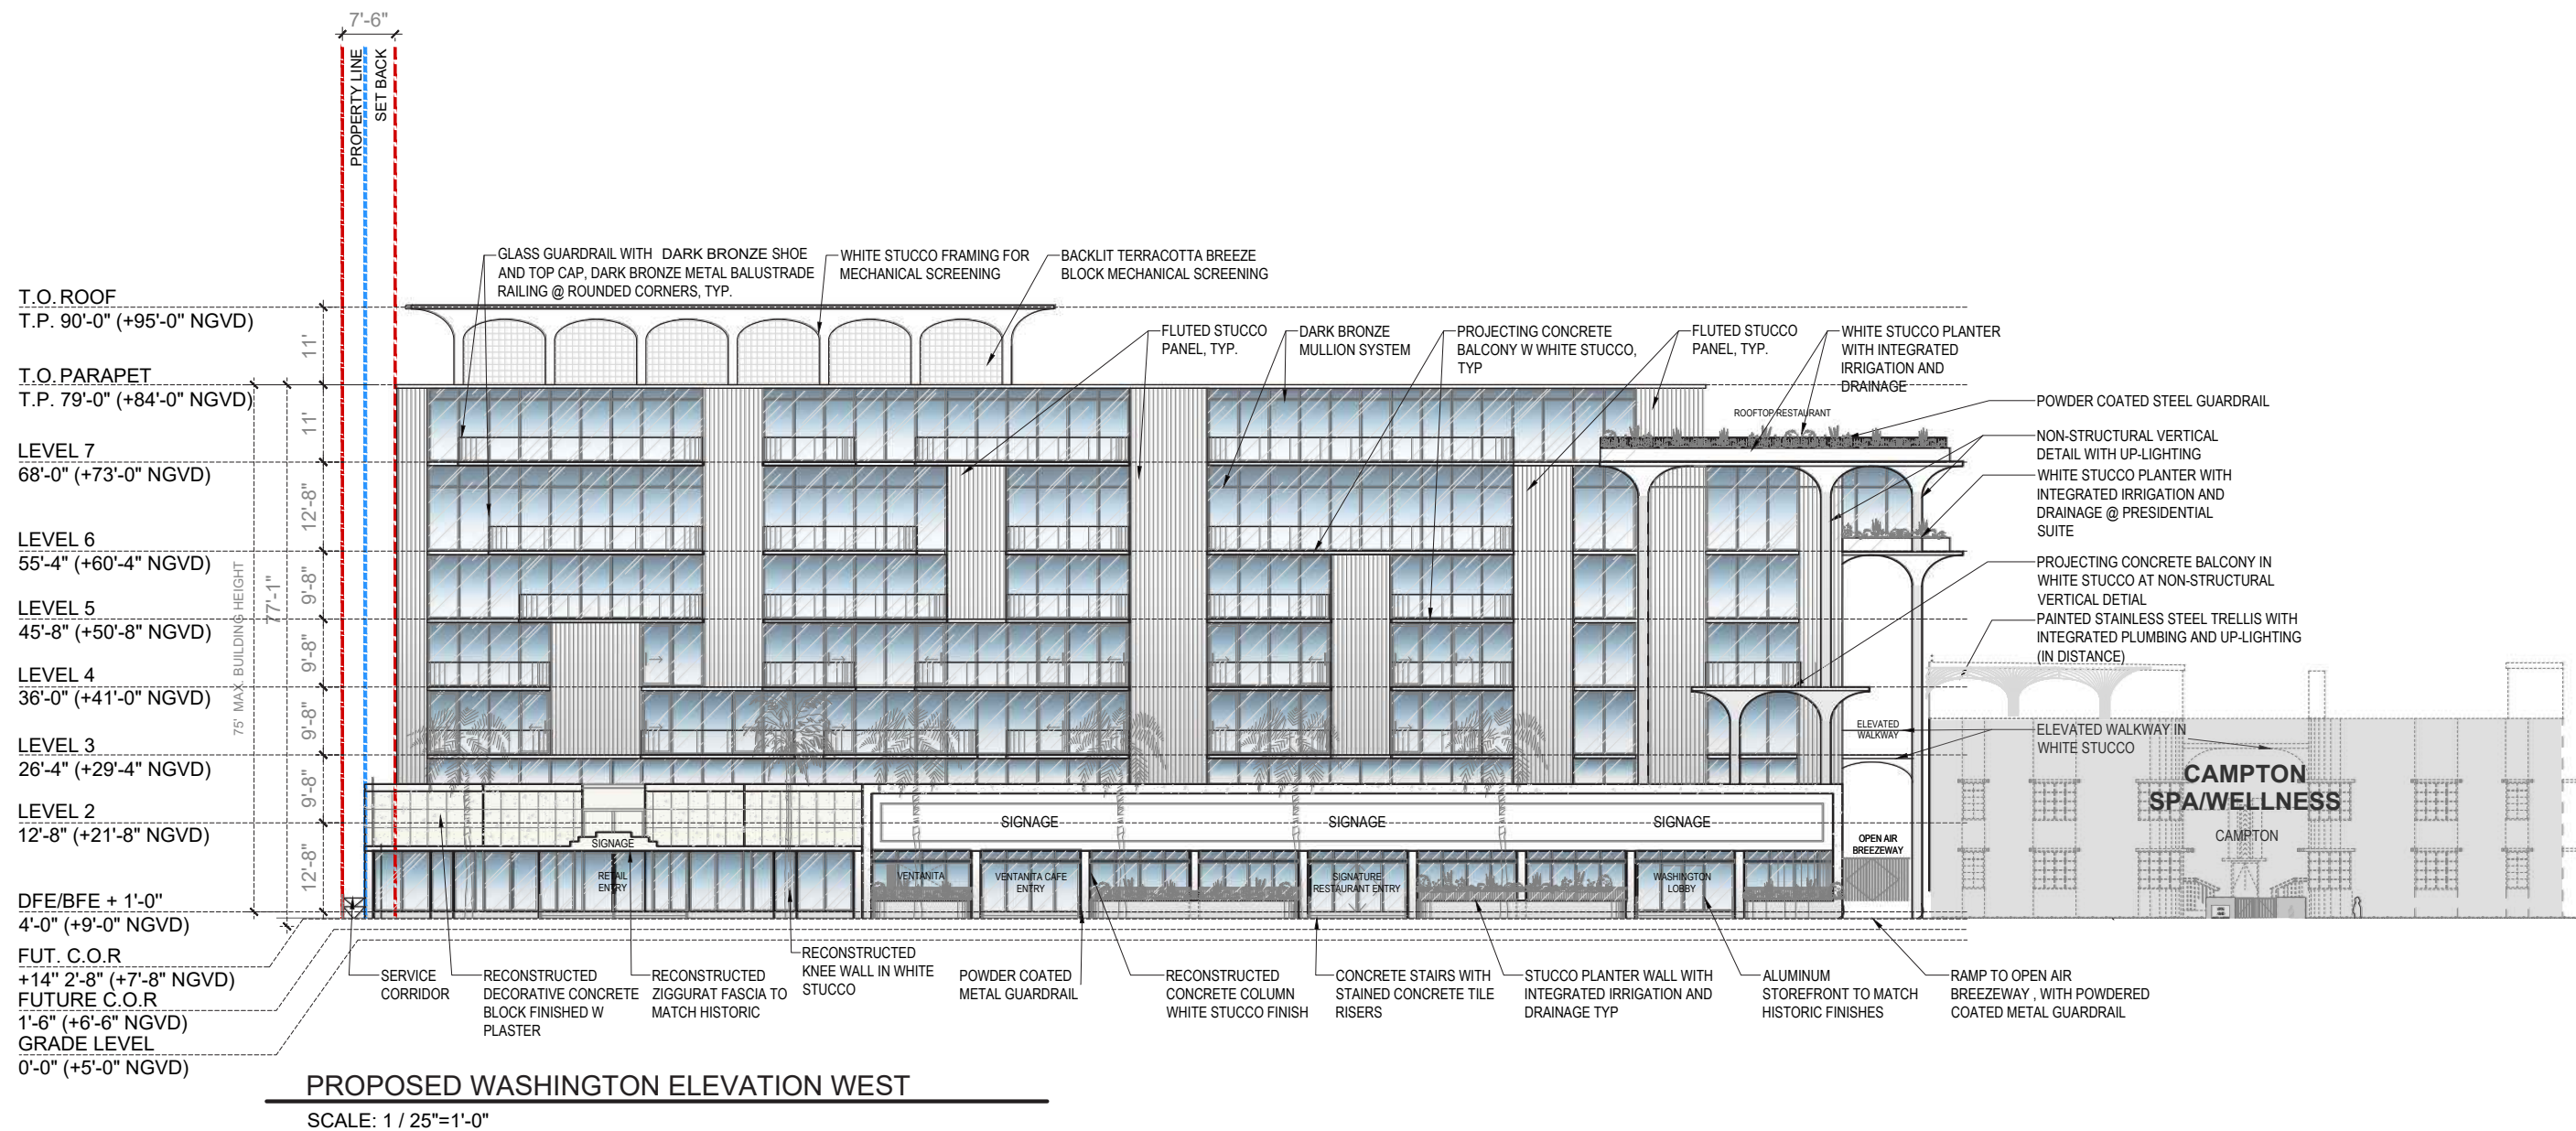 7'-6"
PROPERTY LINE
SET BACK
GLASS GUARDRAIL WITH DARK BRONZE SHOE
AND TOP CAP, DARK BRONZE METAL BALUSTRADE
RAILING @ ROUNDED CORNERS, TYP.
WHITE STUCCO FRAMING FOR
MECHANICAL SCREENING
BACKLIT TERRACOTTA BREEZE
BLOCK MECHANICAL SCREENING
T.O. ROOF
T.P. 90'-0" (+95'-0" NGVD)
11'
T.O. PARAPET
T.P. 79'-0" (+84'-0" NGVD)
11'
LEVEL 7
68'-0" (+73'-0" NGVD)
12'-8"
LEVEL 6
55'-4" (+60'-4" NGVD)
9'-8"
LEVEL 5
45'-8" (+50'-8" NGVD)
9'-8"
LEVEL 4
36'-0" (+41'-0" NGVD)
9'-8"
LEVEL 3
26'-4" (+29'-4" NGVD)
9'-8"
LEVEL 2
12'-8" (+21'-8" NGVD)
12'-8"
DFE/BFE + 1'-0"
4'-0" (+9'-0" NGVD)
FUT. C.O.R
+14" 2'-8" (+7'-8" NGVD)
FUTURE C.O.R
1'-6" (+6'-6" NGVD)
GRADE LEVEL
0'-0" (+5'-0" NGVD)
75' MAX. BUILDING HEIGHT
77'-1"
FLUTED STUCCO
PANEL, TYP.
DARK BRONZE
MULLION SYSTEM
PROJECTING CONCRETE
BALCONY W WHITE STUCCO,
TYP
FLUTED STUCCO
PANEL, TYP.
WHITE STUCCO PLANTER
WITH INTEGRATED
IRRIGATION AND
DRAINAGE
ROOFTOP RESTAURANT
POWDER COATED STEEL GUARDRAIL
NON-STRUCTURAL VERTICAL
DETAIL WITH UP-LIGHTING
WHITE STUCCO PLANTER WITH
INTEGRATED IRRIGATION AND
DRAINAGE @ PRESIDENTIAL
SUITE
PROJECTING CONCRETE BALCONY IN
WHITE STUCCO AT NON-STRUCTURAL
VERTICAL DETIAL
PAINTED STAINLESS STEEL TRELLIS WITH
INTEGRATED PLUMBING AND UP-LIGHTING
(IN DISTANCE)
ELEVATED
WALKWAY
ELEVATED WALKWAY IN
WHITE STUCCO
CAMPTON
SPA/WELLNESS
CAMPTON
OPEN AIR
BREEZEWAY
SIGNAGE
SIGNAGE
SIGNAGE
SIGNAGE
RETAIL
ENTRY
VENTANITA
VENTANITA CAFE
ENTRY
SIGNATURE
RESTAURANT ENTRY
WASHINGTON
LOBBY
SERVICE
CORRIDOR
RECONSTRUCTED
DECORATIVE CONCRETE
BLOCK FINISHED W
PLASTER
RECONSTRUCTED
ZIGGURAT FASCIA TO
MATCH HISTORIC
RECONSTRUCTED
KNEE WALL IN WHITE
STUCCO
POWDER COATED
METAL GUARDRAIL
RECONSTRUCTED
CONCRETE COLUMN
WHITE STUCCO FINISH
CONCRETE STAIRS WITH
STAINED CONCRETE TILE
RISERS
STUCCO PLANTER WALL WITH
INTEGRATED IRRIGATION AND
DRAINAGE TYP
ALUMINUM
STOREFRONT TO MATCH
HISTORIC FINISHES
RAMP TO OPEN AIR
BREEZEWAY , WITH POWDERED
COATED METAL GUARDRAIL
PROPOSED WASHINGTON ELEVATION WEST
SCALE: 1 / 25"=1'-0"